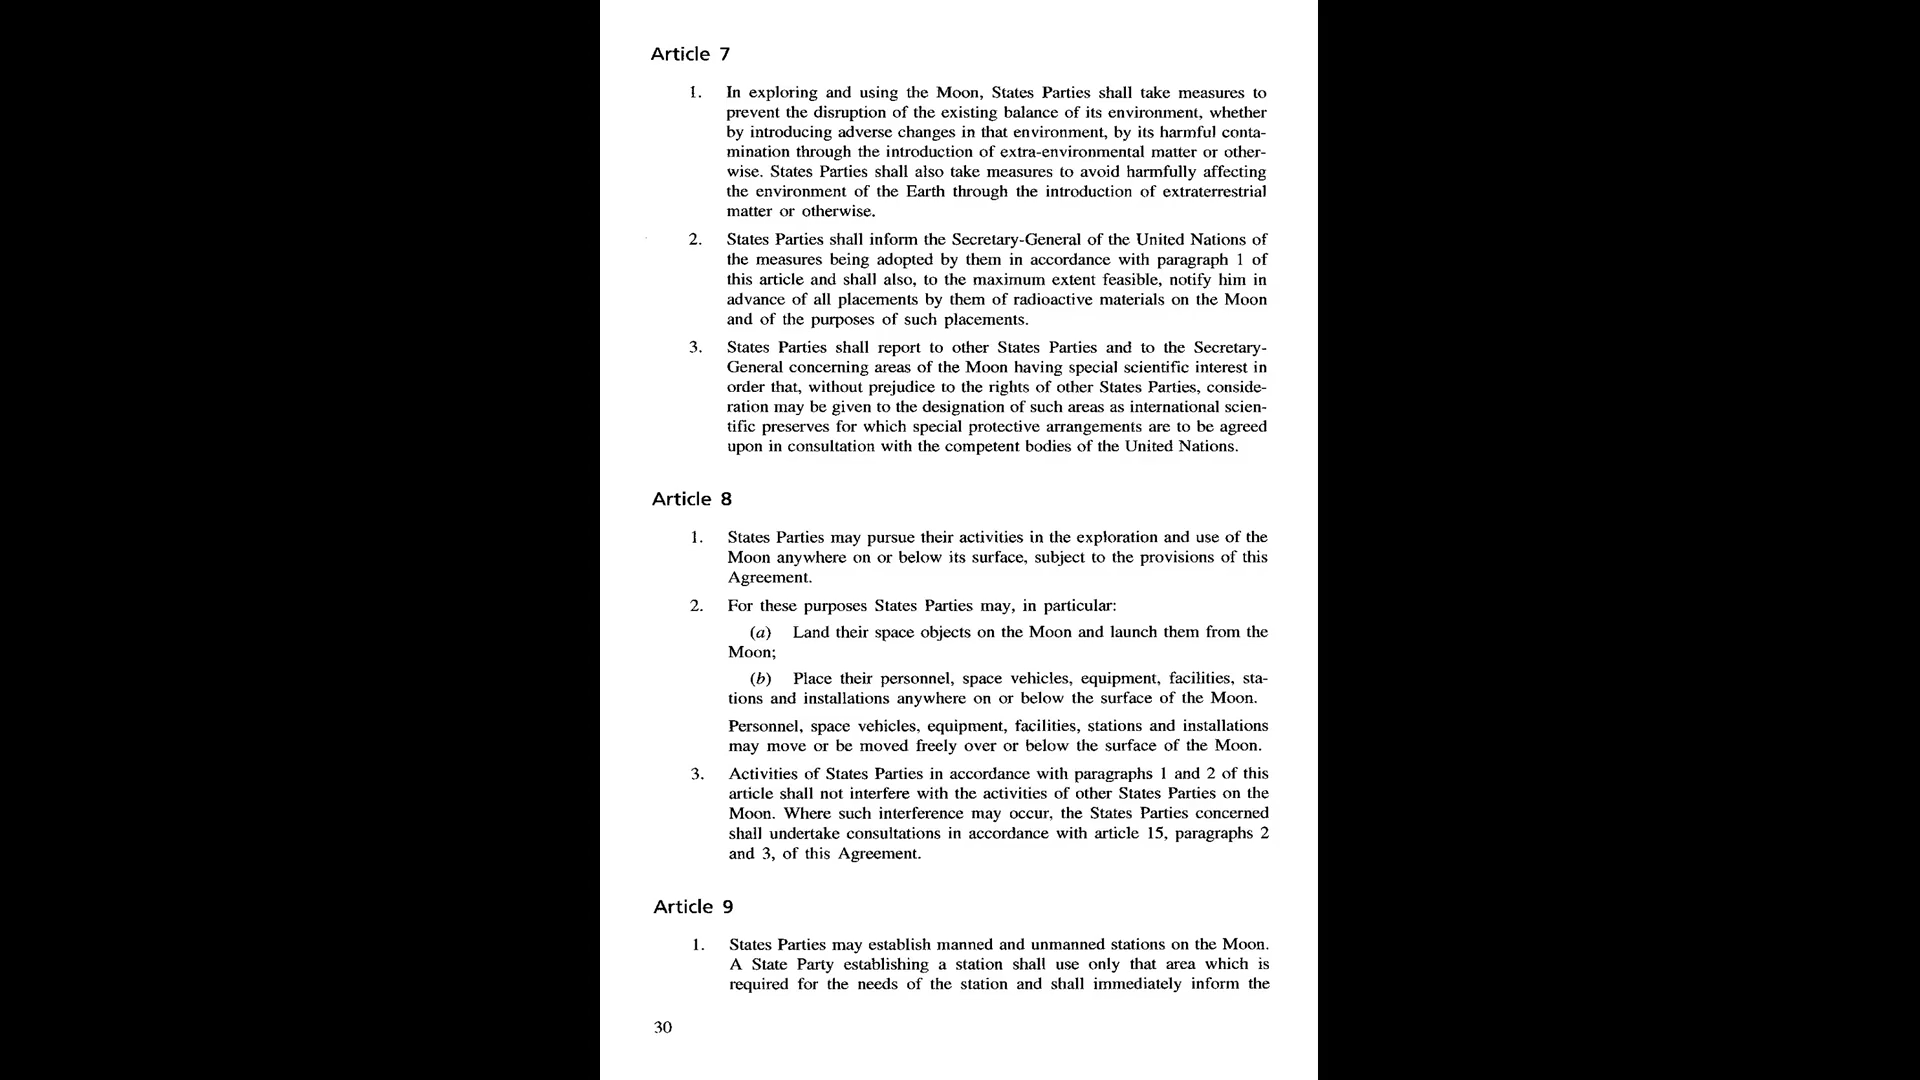 Article 7
1. In exploring and using the Moon, States Parties shall take measures to
prevent the disruption of the existing balance of its environment, whether
by introducing adverse changes in that environment, by its harmful conta-
mination through the introduction of extra-environmental matter or other-
wise. States Parties shall also take measures to avoid harmfully affecting
the environment of the Earth through the introduction of extraterrestrial
matter or otherwise.
2. States Parties shall inform the Secretary-General of the United Nations of
the measures being adopted by them in accordance with paragraph 1 of
this article and shall also, to the maximum extent feasible, notify him in
advance of all placements by them of radioactive materials on the Moon
and of the purposes of such placements.
3. States Parties shall report to other States Parties and to the Secretary-
General concerning areas of the Moon having special scientific interest in
order that, without prejudice to the rights of other States Parties, conside-
ration may be given to the designation of such areas as international scien-
tific preserves for which special protective arrangements are to be agreed
upon in consultation with the competent bodies of the United Nations.
Article 8
1. States Parties may pursue their activities in the exploration and use of the
Moon anywhere on or below its surface, subject to the provisions of this
Agreement.
2. For these purposes States Parties may, in particular:
(a) Land their space objects on the Moon and launch them from the
Moon;
(b) Place their personnel, space vehicles, equipment, facilities, sta-
tions and installations anywhere on or below the surface of the Moon.
Personnel, space vehicles, equipment, facilities, stations and installations
may move or be moved freely over or below the surface of the Moon.
3. Activities of States Parties in accordance with paragraphs 1 and 2 of this
article shall not interfere with the activities of other States Parties on the
Moon. Where such interference may occur, the States Parties concerned
shall undertake consultations in accordance with article 15, paragraphs 2
and 3, of this Agreement.
Article 9
1. States Parties may establish manned and unmanned stations on the Moon.
A State Party establishing a station shall use only that area which is
required for the needs of the station and shall immediately inform the
30